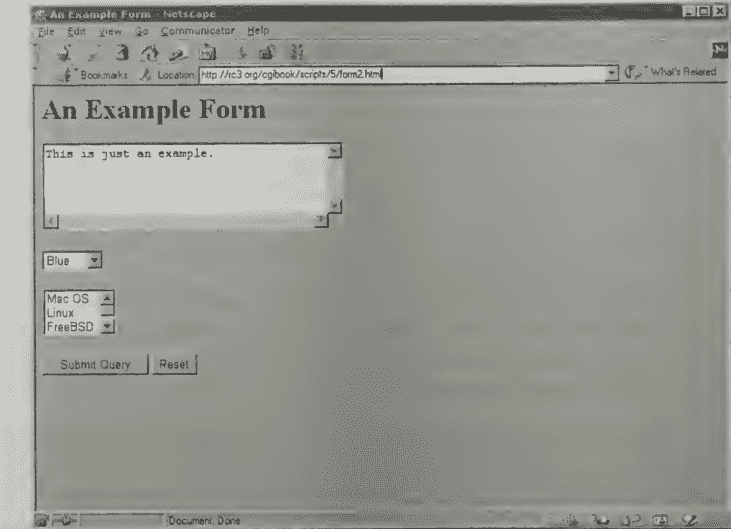 An Example Form - Netscape
File Edit View Go Communicator Help
Bookmarks Location http://rc3.org/cgibook/scripts/5/form2.html What's Related
An Example Form
This is just an example.
Blue
Mac OS
Linux
FreeBSD
Submit Query Reset
Document: Done